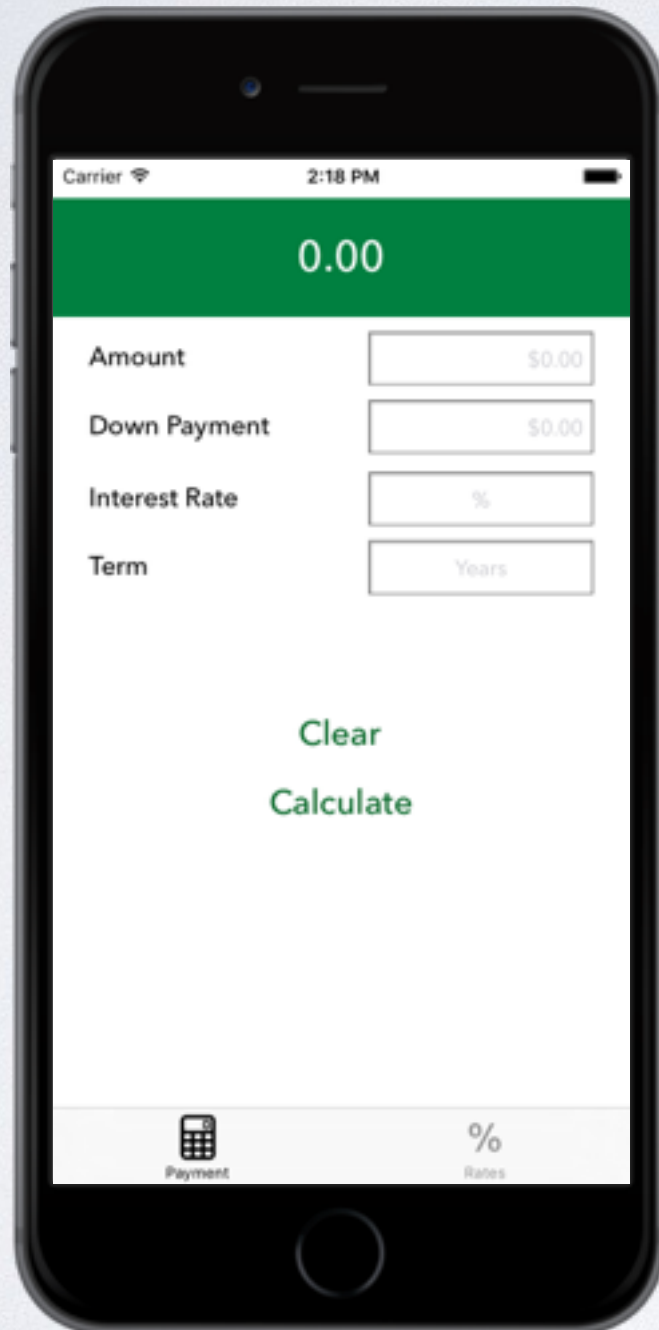 Carrier 2:18 PM
0.00
Amount $0.00
Down Payment $0.00
Interest Rate %
Term Years
Clear
Calculate
%
Payment Rates